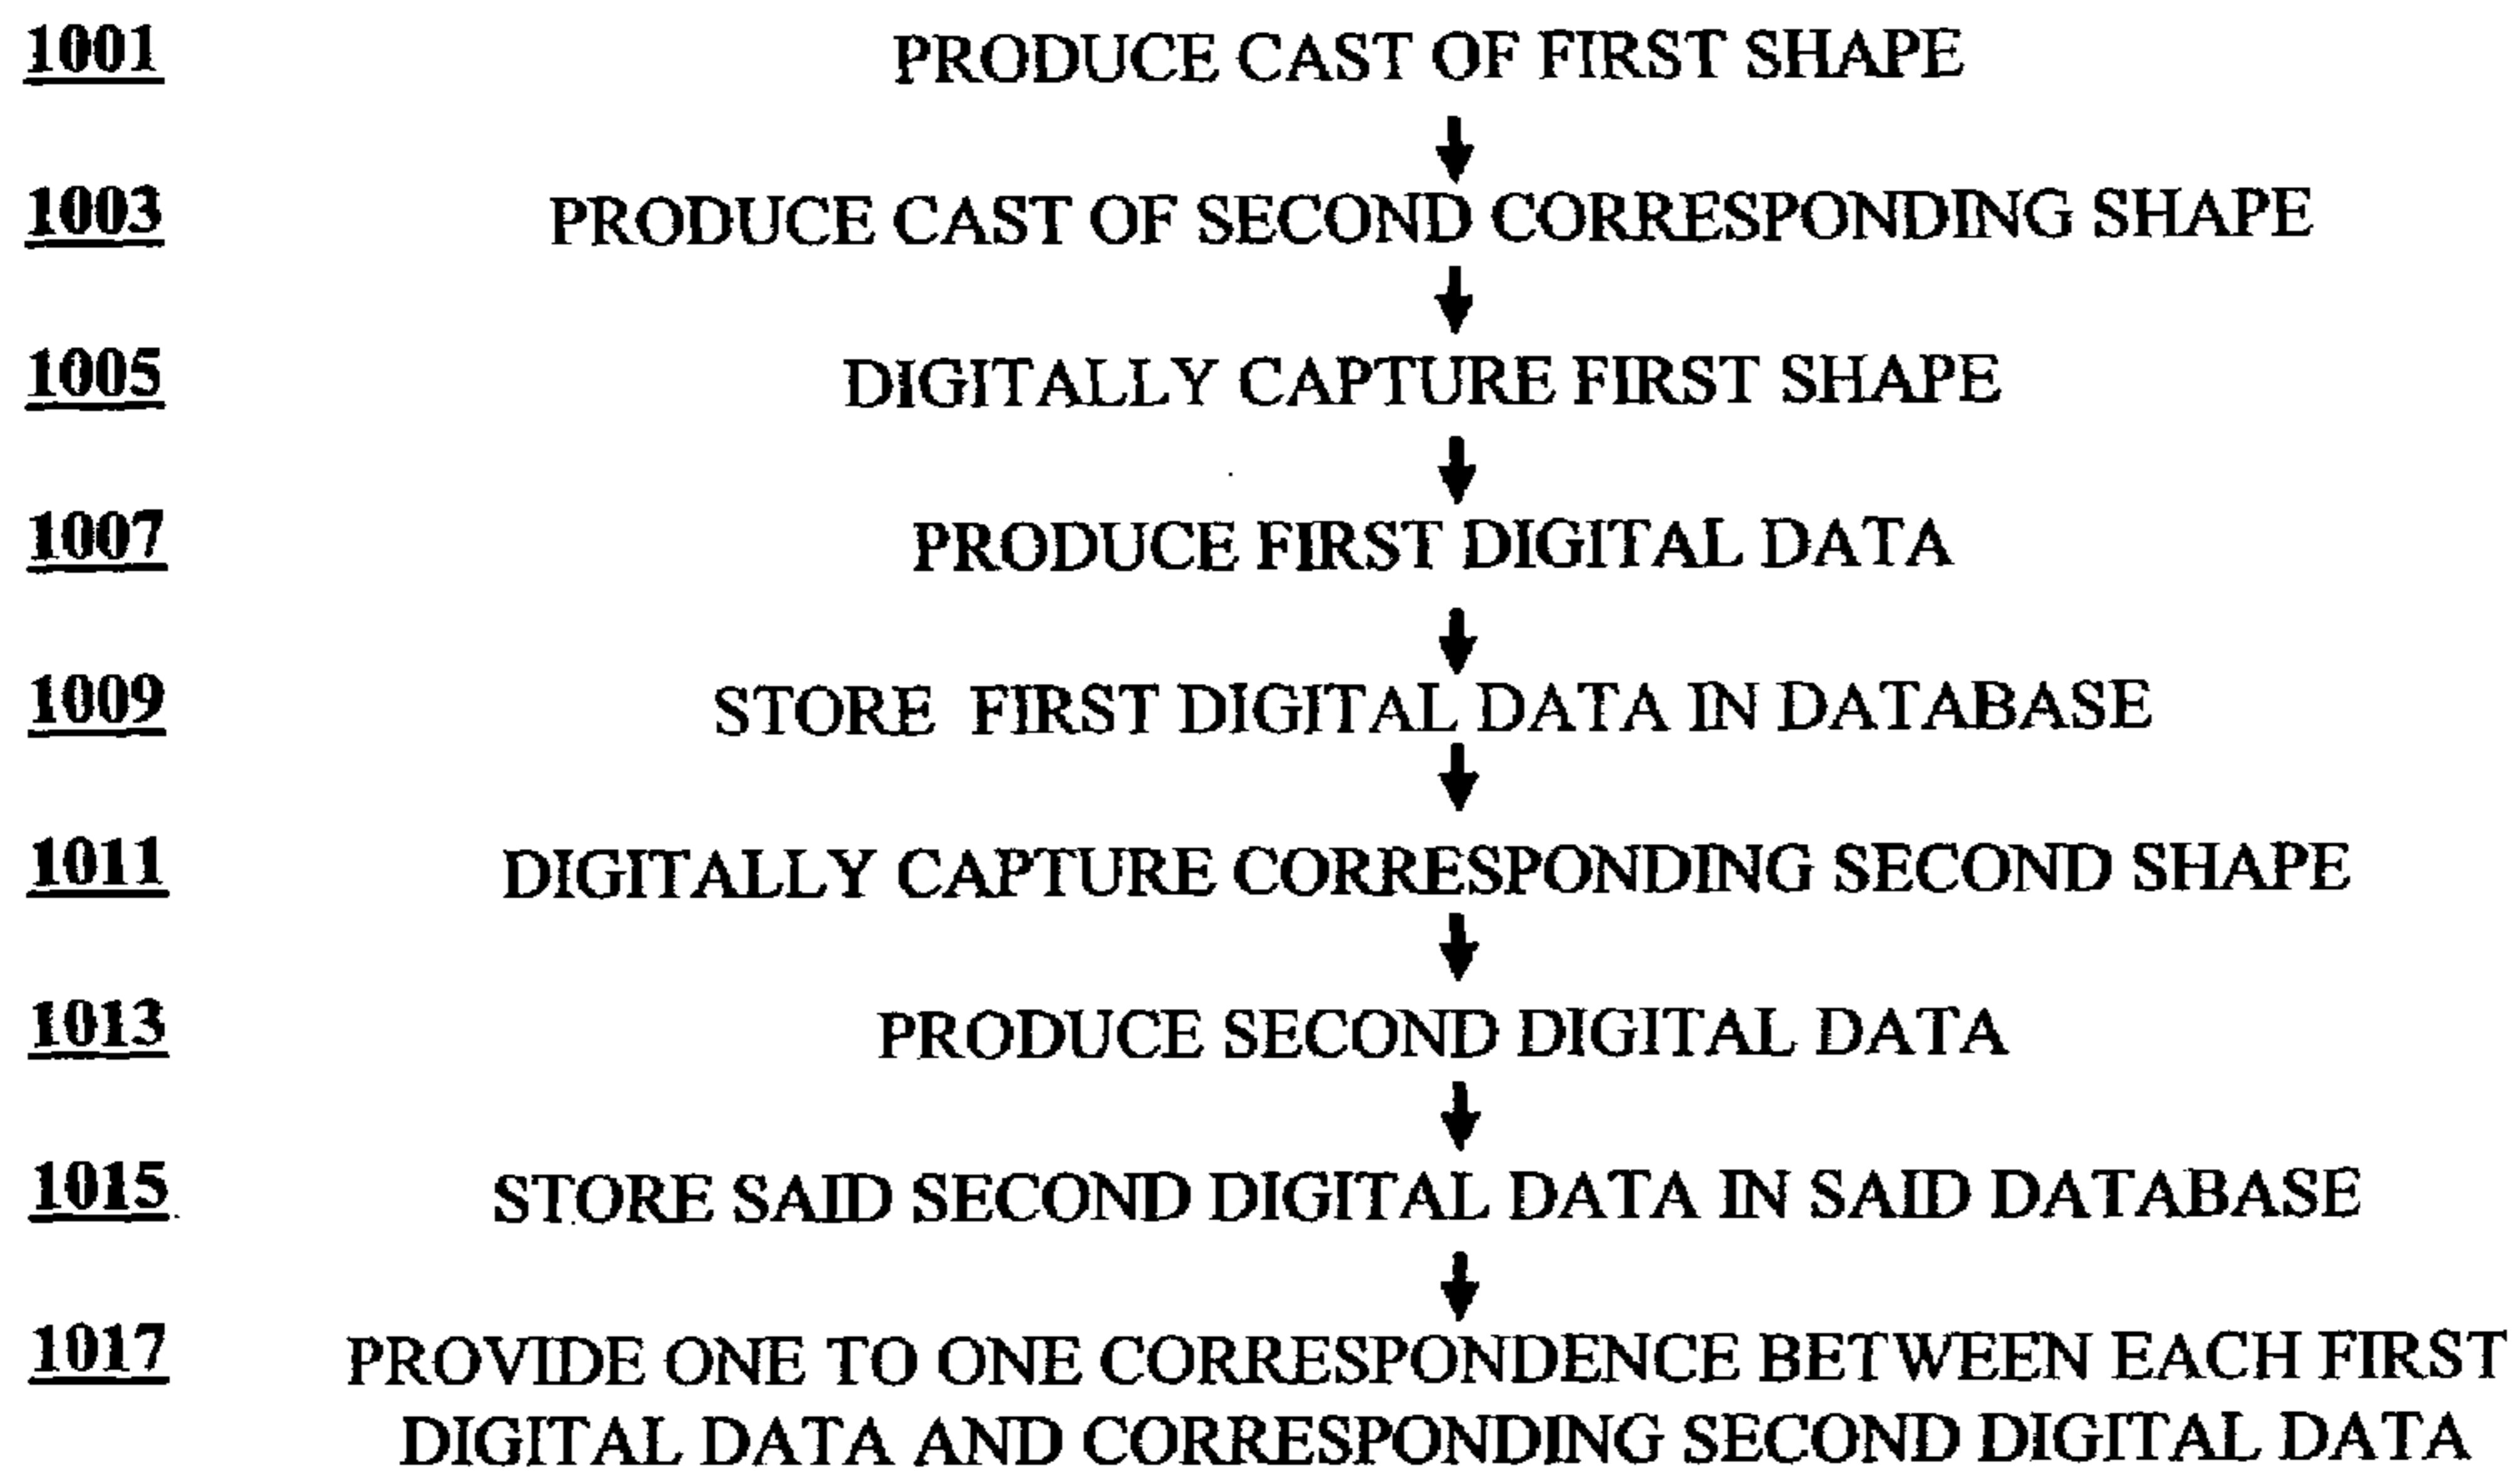 1001 PRODUCE CAST OF FIRST SHAPE
1003 PRODUCE CAST OF SECOND CORRESPONDING SHAPE
1005 DIGITALLY CAPTURE FIRST SHAPE
1007 PRODUCE FIRST DIGITAL DATA
1009 STORE FIRST DIGITAL DATA IN DATABASE
1011 DIGITALLY CAPTURE CORRESPONDING SECOND SHAPE
1013 PRODUCE SECOND DIGITAL DATA
1015 STORE SAID SECOND DIGITAL DATA IN SAID DATABASE
1017 PROVIDE ONE TO ONE CORRESPONDENCE BETWEEN EACH FIRST
DIGITAL DATA AND CORRESPONDING SECOND DIGITAL DATA